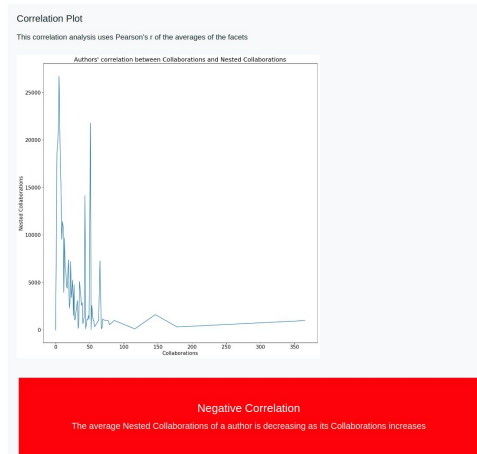 Correlation Plot
This correlation analysis uses Pearson's r of the averages of the facets
Authors' correlation between Collaborations and Nested Collaborations
25000
20000
15000
10000
5000
0
Nested Collaborations
0 50 100 150 200 250 300 350
Collaborations
Negative Correlation
The average Nested Collaborations of a author is decreasing as its Collaborations increases